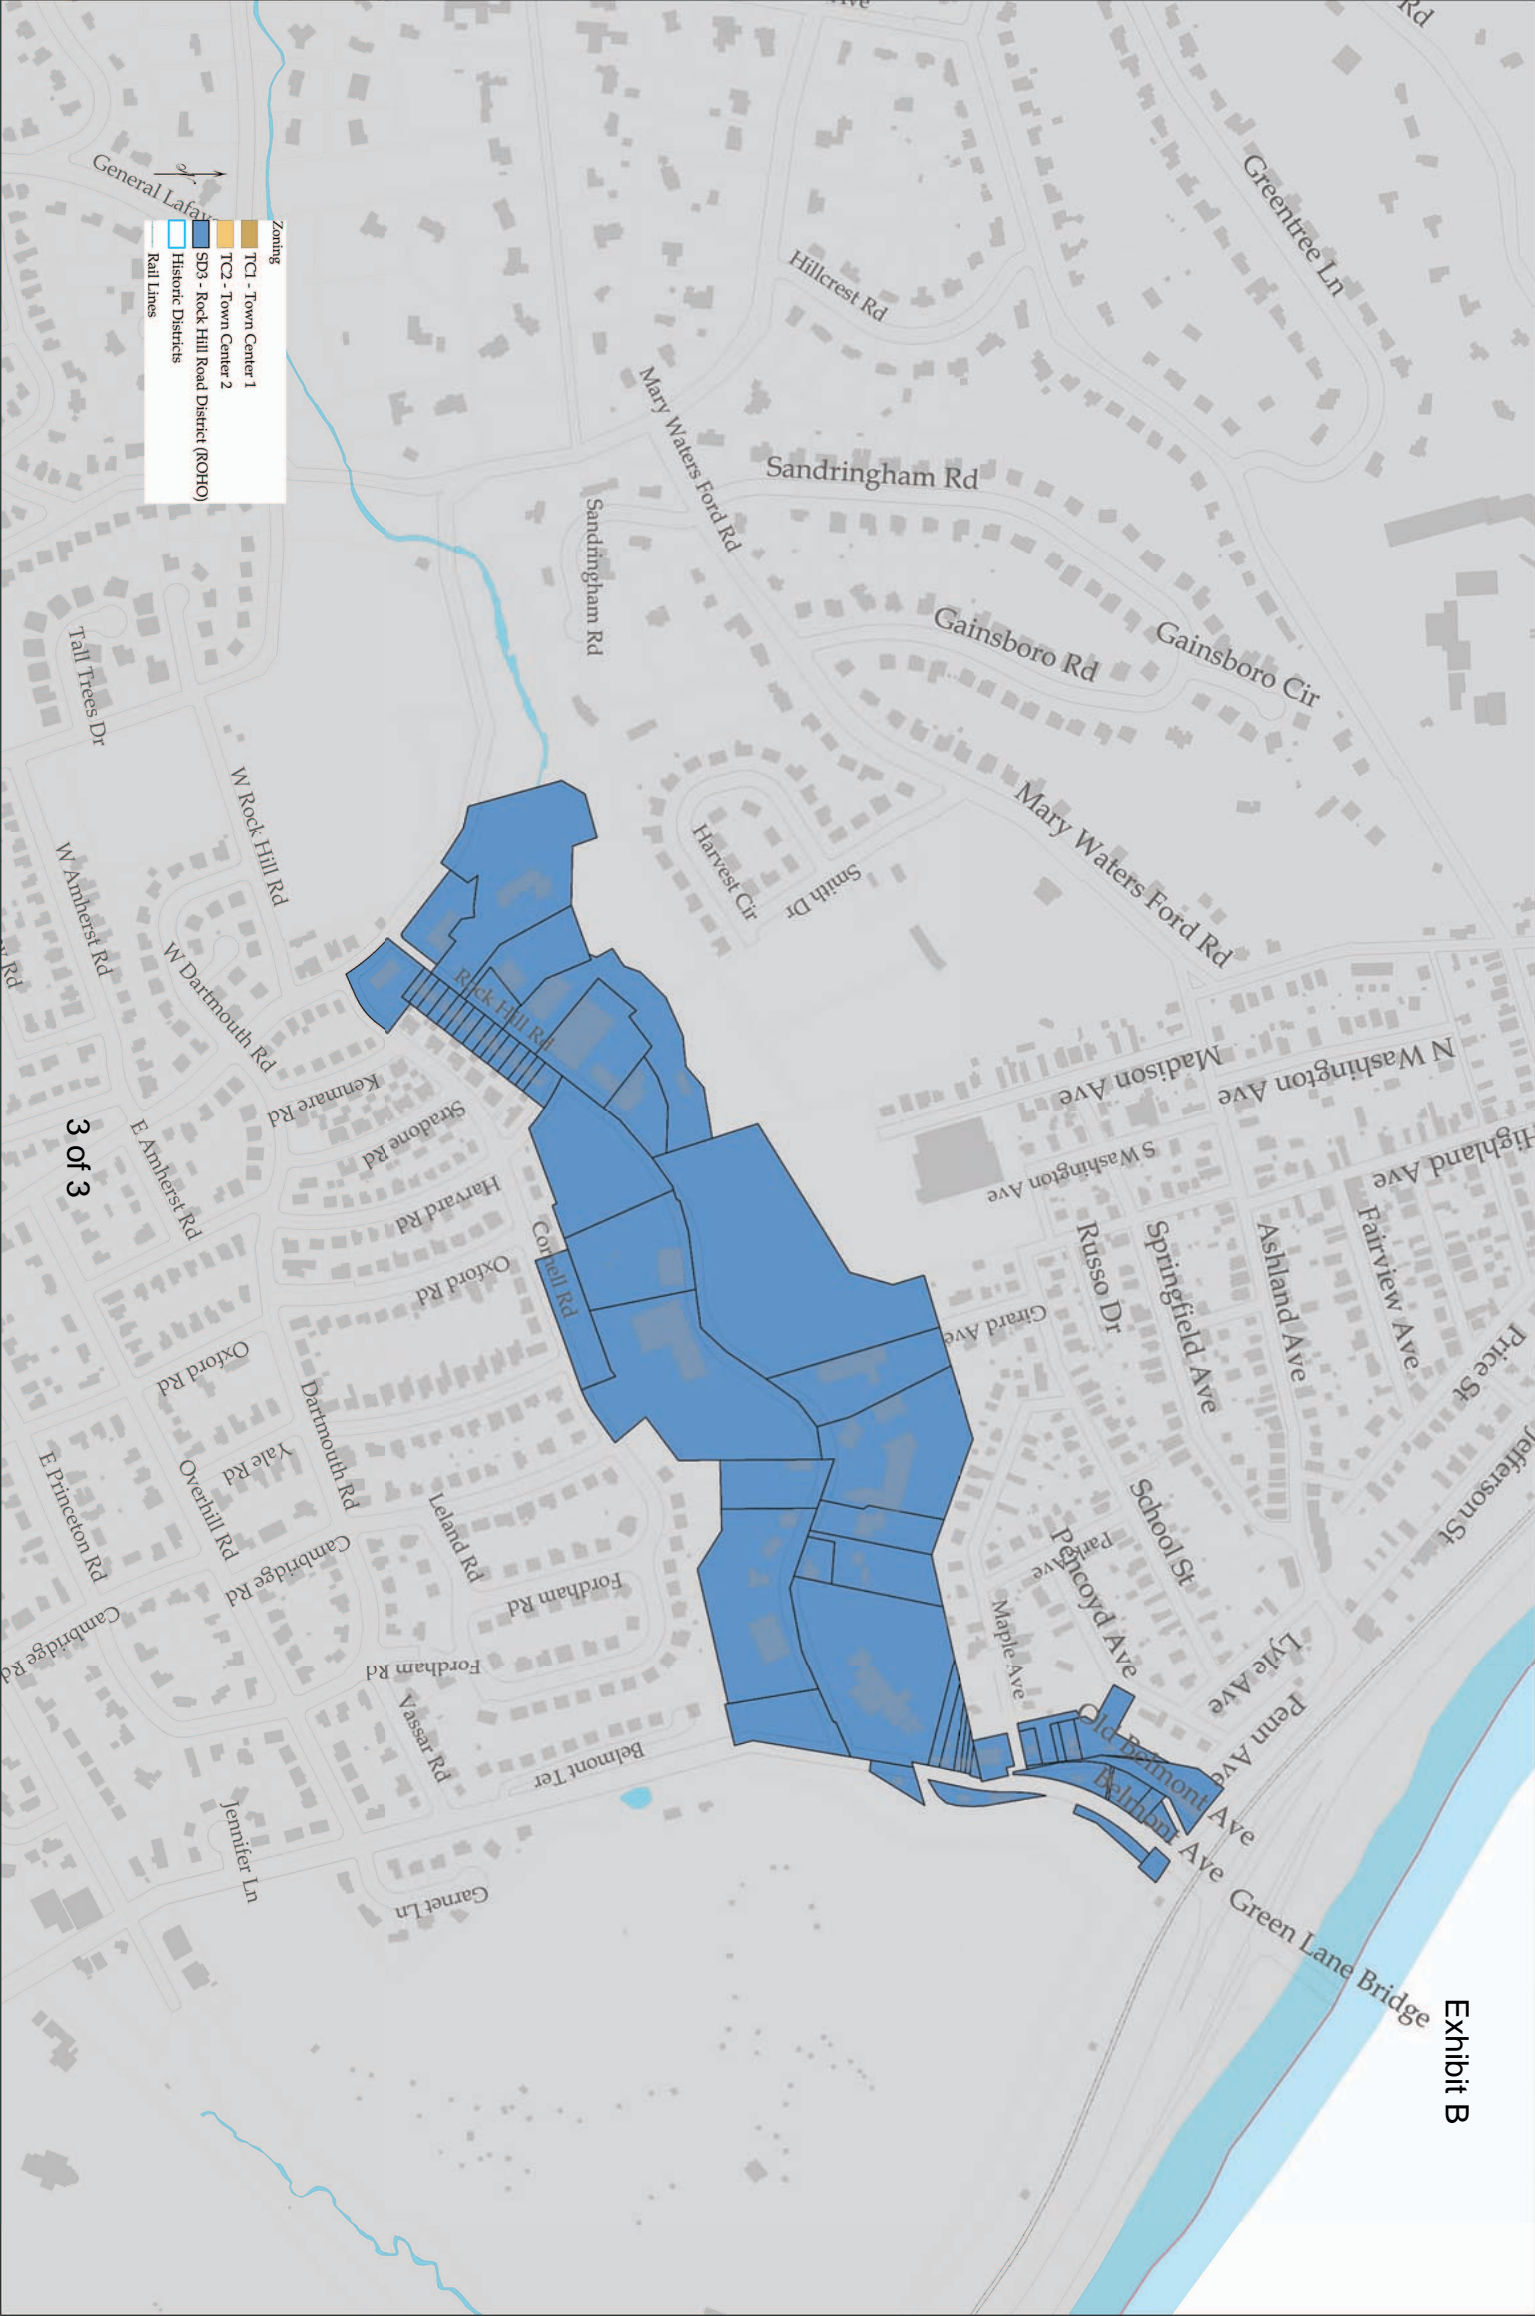 Exhibit B
Rd
Greentree Ln
Hillcrest Rd
Mary Waters Ford Rd
Sandringham Rd
Sandringham Rd
Gainsboro Rd
Gainsboro Cir
Mary Waters Ford Rd
Harvest Cir
Smith Dr
N Washington Ave
Madison Ave
S Washington Ave
Highland Ave
Fairview Ave
Ashland Ave
Springfield Ave
Russo Dr
Girard Ave
Price St
Jefferson St
School St
Park Ave
Pencoyd Ave
Maple Ave
Lyle Ave
Penn Ave
Old Belmont Ave
Belmont Ave
Green Lane Bridge
General Lafay
Zoning
TC1 - Town Center 1
TC2 - Town Center 2
SD3 - Rock Hill Road District (ROHO)
Historic Districts
Rail Lines
Tall Trees Dr
W Rock Hill Rd
W Amherst Rd
W Dartmouth Rd
Rock Hill Rd
Kenmare Rd
Stradone Rd
Harvard Rd
Oxford Rd
Cornell Rd
E Amherst Rd
Oxford Rd
Yale Rd
Dartmouth Rd
Overhill Rd
E Princeton Rd
Cambridge Rd
Cambridge Rd
Leland Rd
Fordham Rd
Fordham Rd
Vassar Rd
Belmont Ter
Jennifer Ln
Garnet Ln
Rd
3 of 3